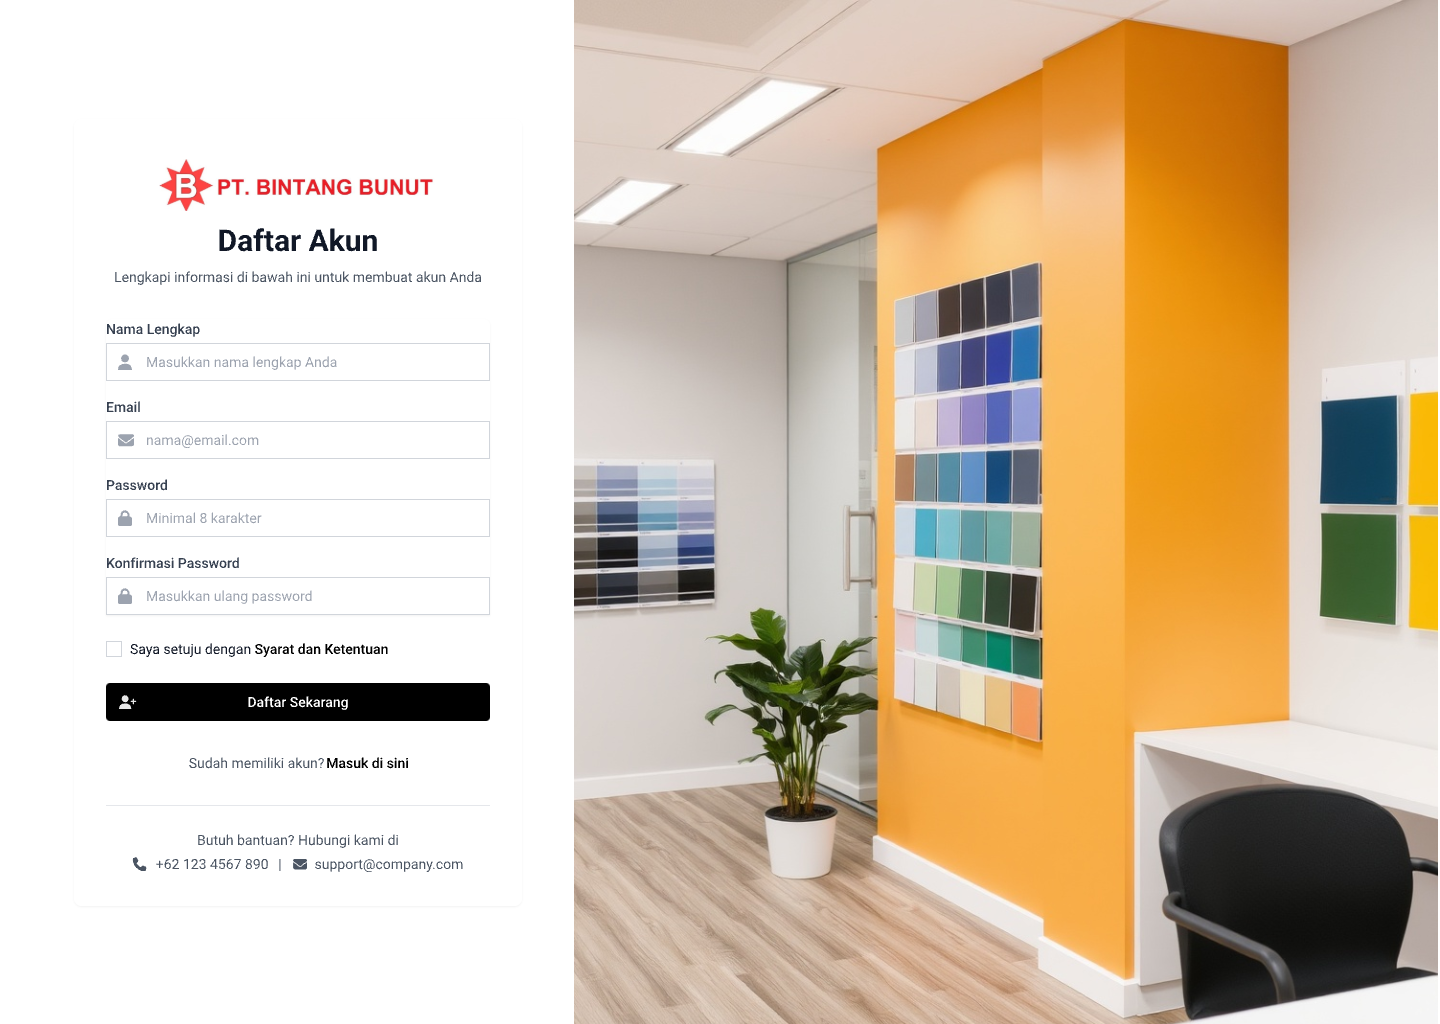 B PT. BINTANG BUNUT
Daftar Akun
Lengkapi informasi di bawah ini untuk membuat akun Anda
Nama Lengkap
Masukkan nama lengkap Anda
Email
nama@email.com
Password
Minimal 8 karakter
Konfirmasi Password
Masukkan ulang password
Saya setuju dengan Syarat dan Ketentuan
Daftar Sekarang
Sudah memiliki akun? Masuk di sini
Butuh bantuan? Hubungi kami di
+62 123 4567 890 | support@company.com